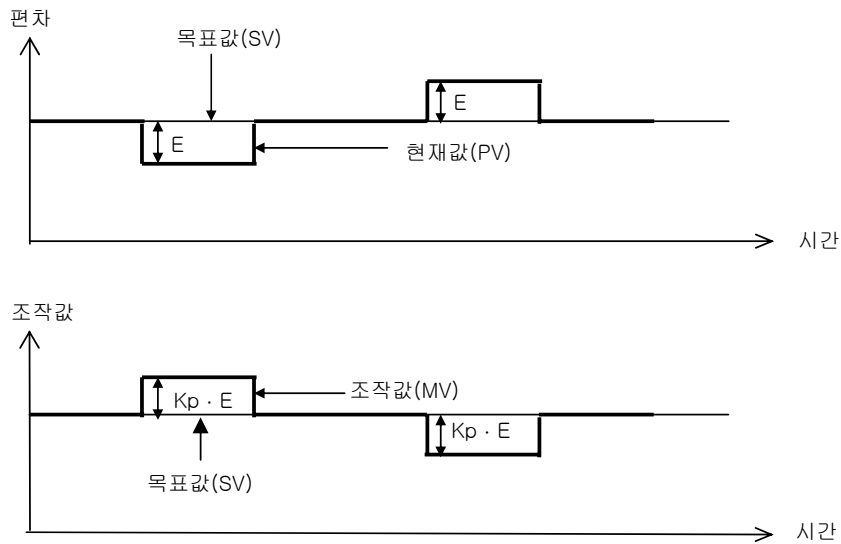 편차
목표값(SV)
E
E
현재값(PV)
시간
조작값
조작값(MV)
Kp · E
Kp · E
목표값(SV)
시간